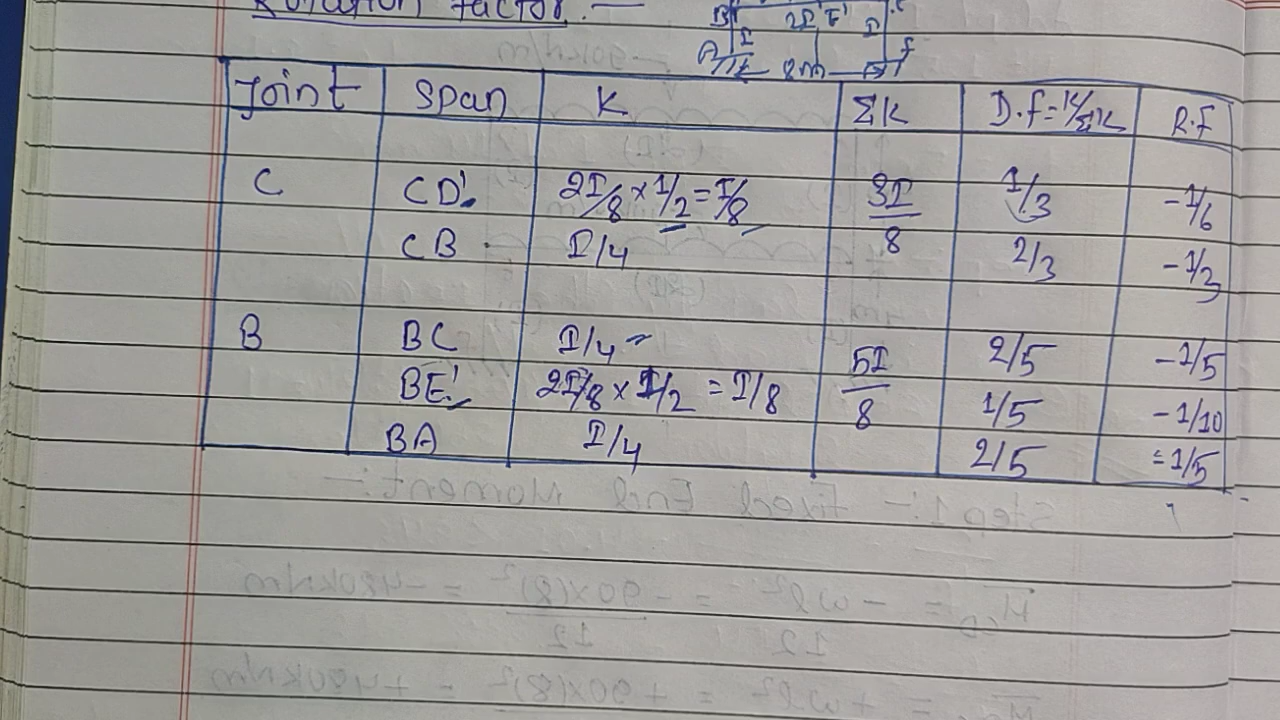 Rotation factor :—
B 2I E' C
I I
A 8m F
Joint Span K ΣK D.f = K/ΣK R.F
C CD' 2I/8 × 1/2 = I/8 3I/8 1/3 -1/6
CB I/4 2/3 -1/3
B BC I/4 5I/8 2/5 -1/5
BE' 2I/8 × I/2 = I/8 1/5 -1/10
BA I/4 2/5 -1/5